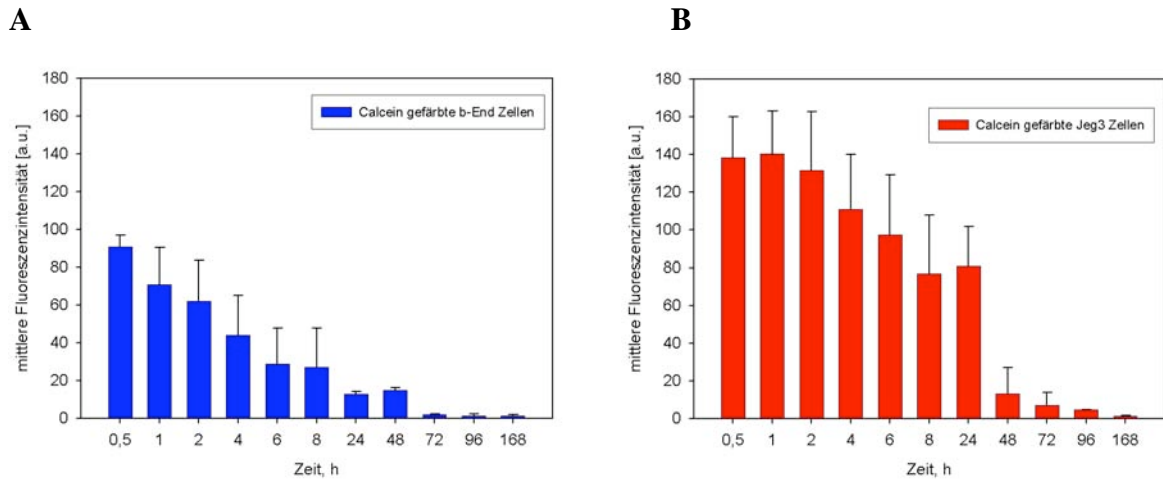 A
B
180
160
140
120
100
80
60
40
20
0
mittlere Fluoreszenzintensität [a.u.]
Calcein gefärbte b-End Zellen
0,5 1 2 4 6 8 24 48 72 96 168
Zeit, h
180
160
140
120
100
80
60
40
20
0
mittlere Fluoreszenzintensität [a.u.]
Calcein gefärbte Jeg3 Zellen
0,5 1 2 4 6 8 24 48 72 96 168
Zeit, h